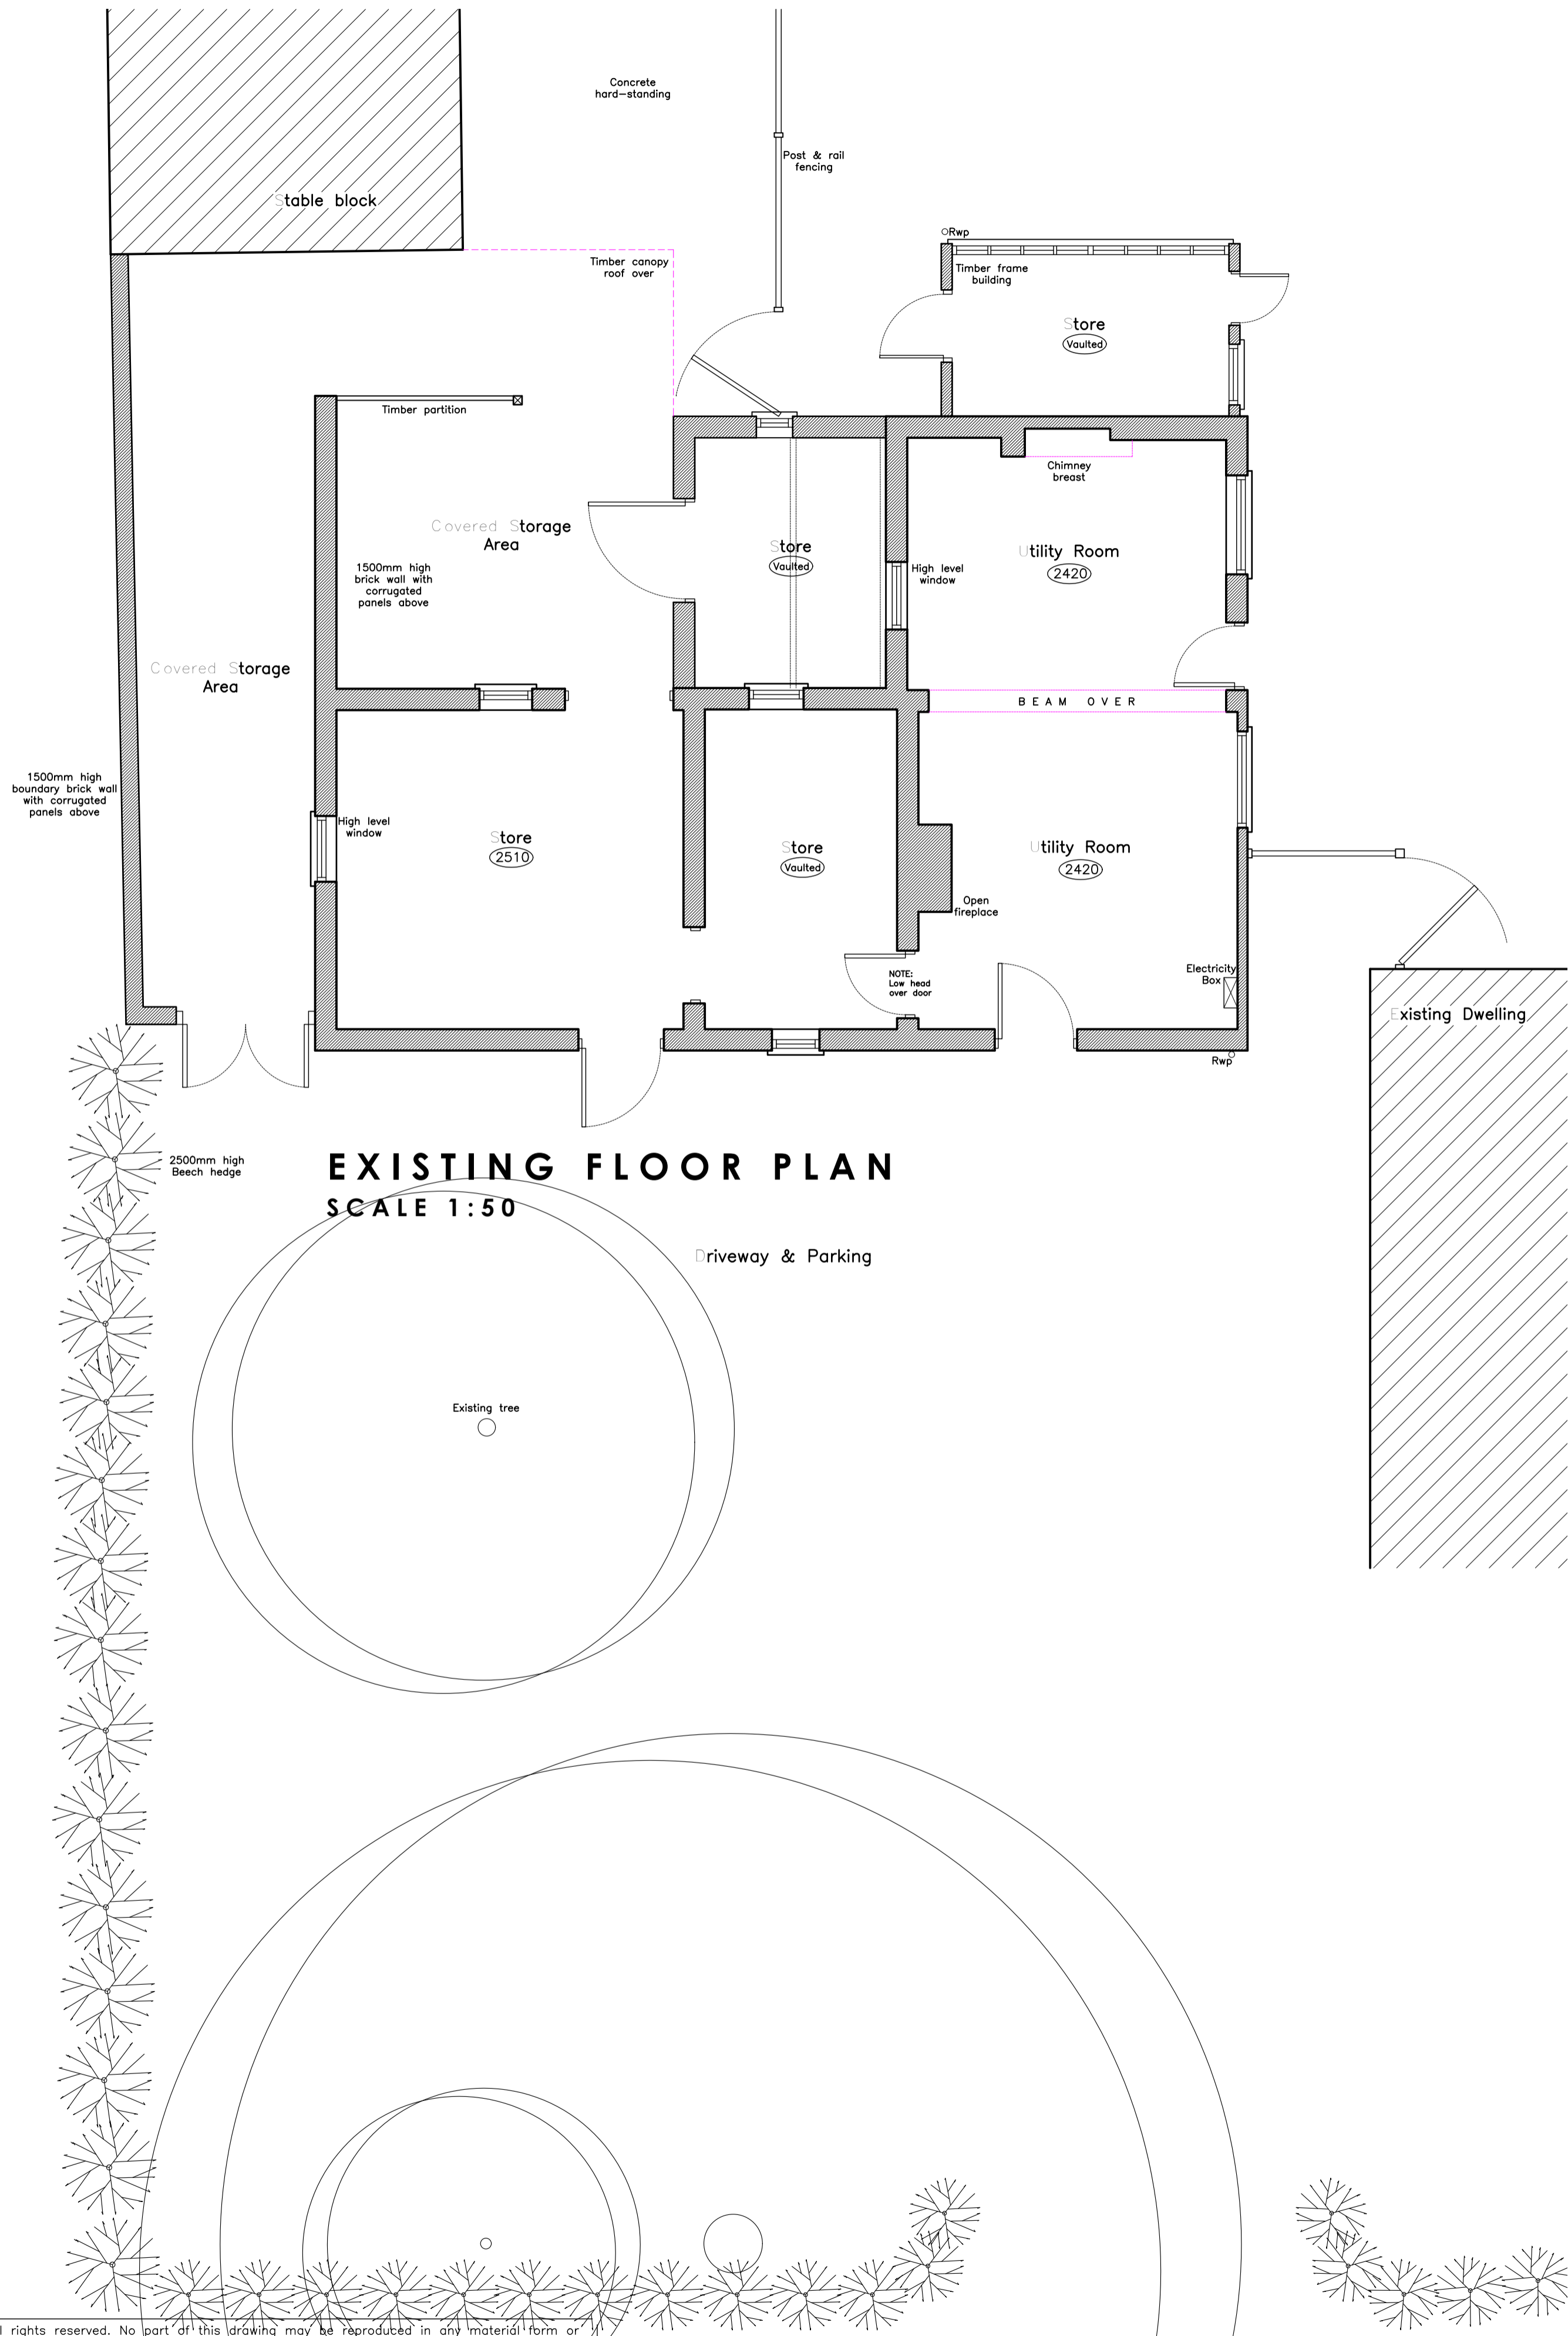 Concrete
hard-standing
Post & rail
fencing
Stable block
Rwp
Timber canopy
roof over
Timber frame
building
Store
Vaulted
Timber partition
Chimney
breast
Covered Storage
Area
Store
Vaulted
Utility Room
2420
1500mm high
brick wall with
corrugated
panels above
High level
window
Covered Storage
Area
BEAM OVER
1500mm high
boundary brick wall
with corrugated
panels above
High level
window
Store
2510
Store
Vaulted
Utility Room
2420
Open
fireplace
NOTE:
Low head
over door
Electricity
Box
Existing Dwelling
Rwp
2500mm high
Beech hedge
EXISTING FLOOR PLAN
SCALE 1:50
Driveway & Parking
Existing tree
rights reserved. No part of this drawing may be reproduced in any material form or